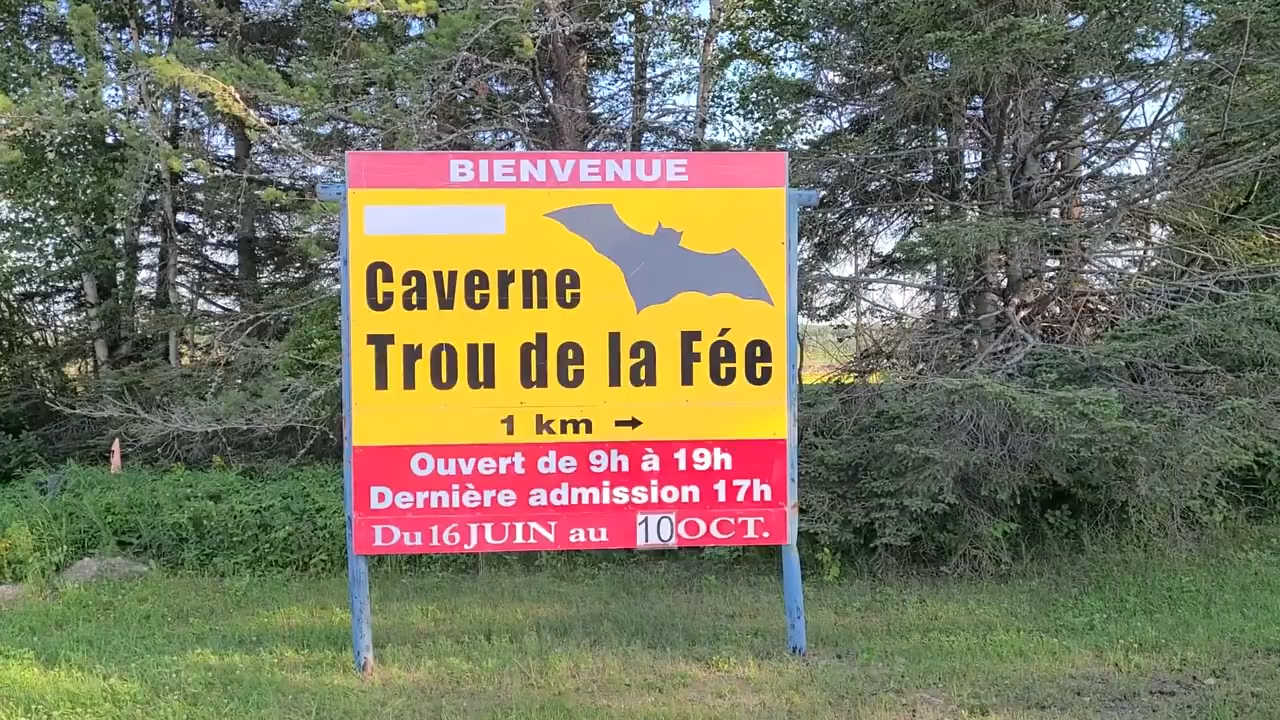 BIENVENUE
Caverne
Trou de la Fée
1 km →
Ouvert de 9h à 19h
Dernière admission 17h
Du 16 JUIN au 10 OCT.